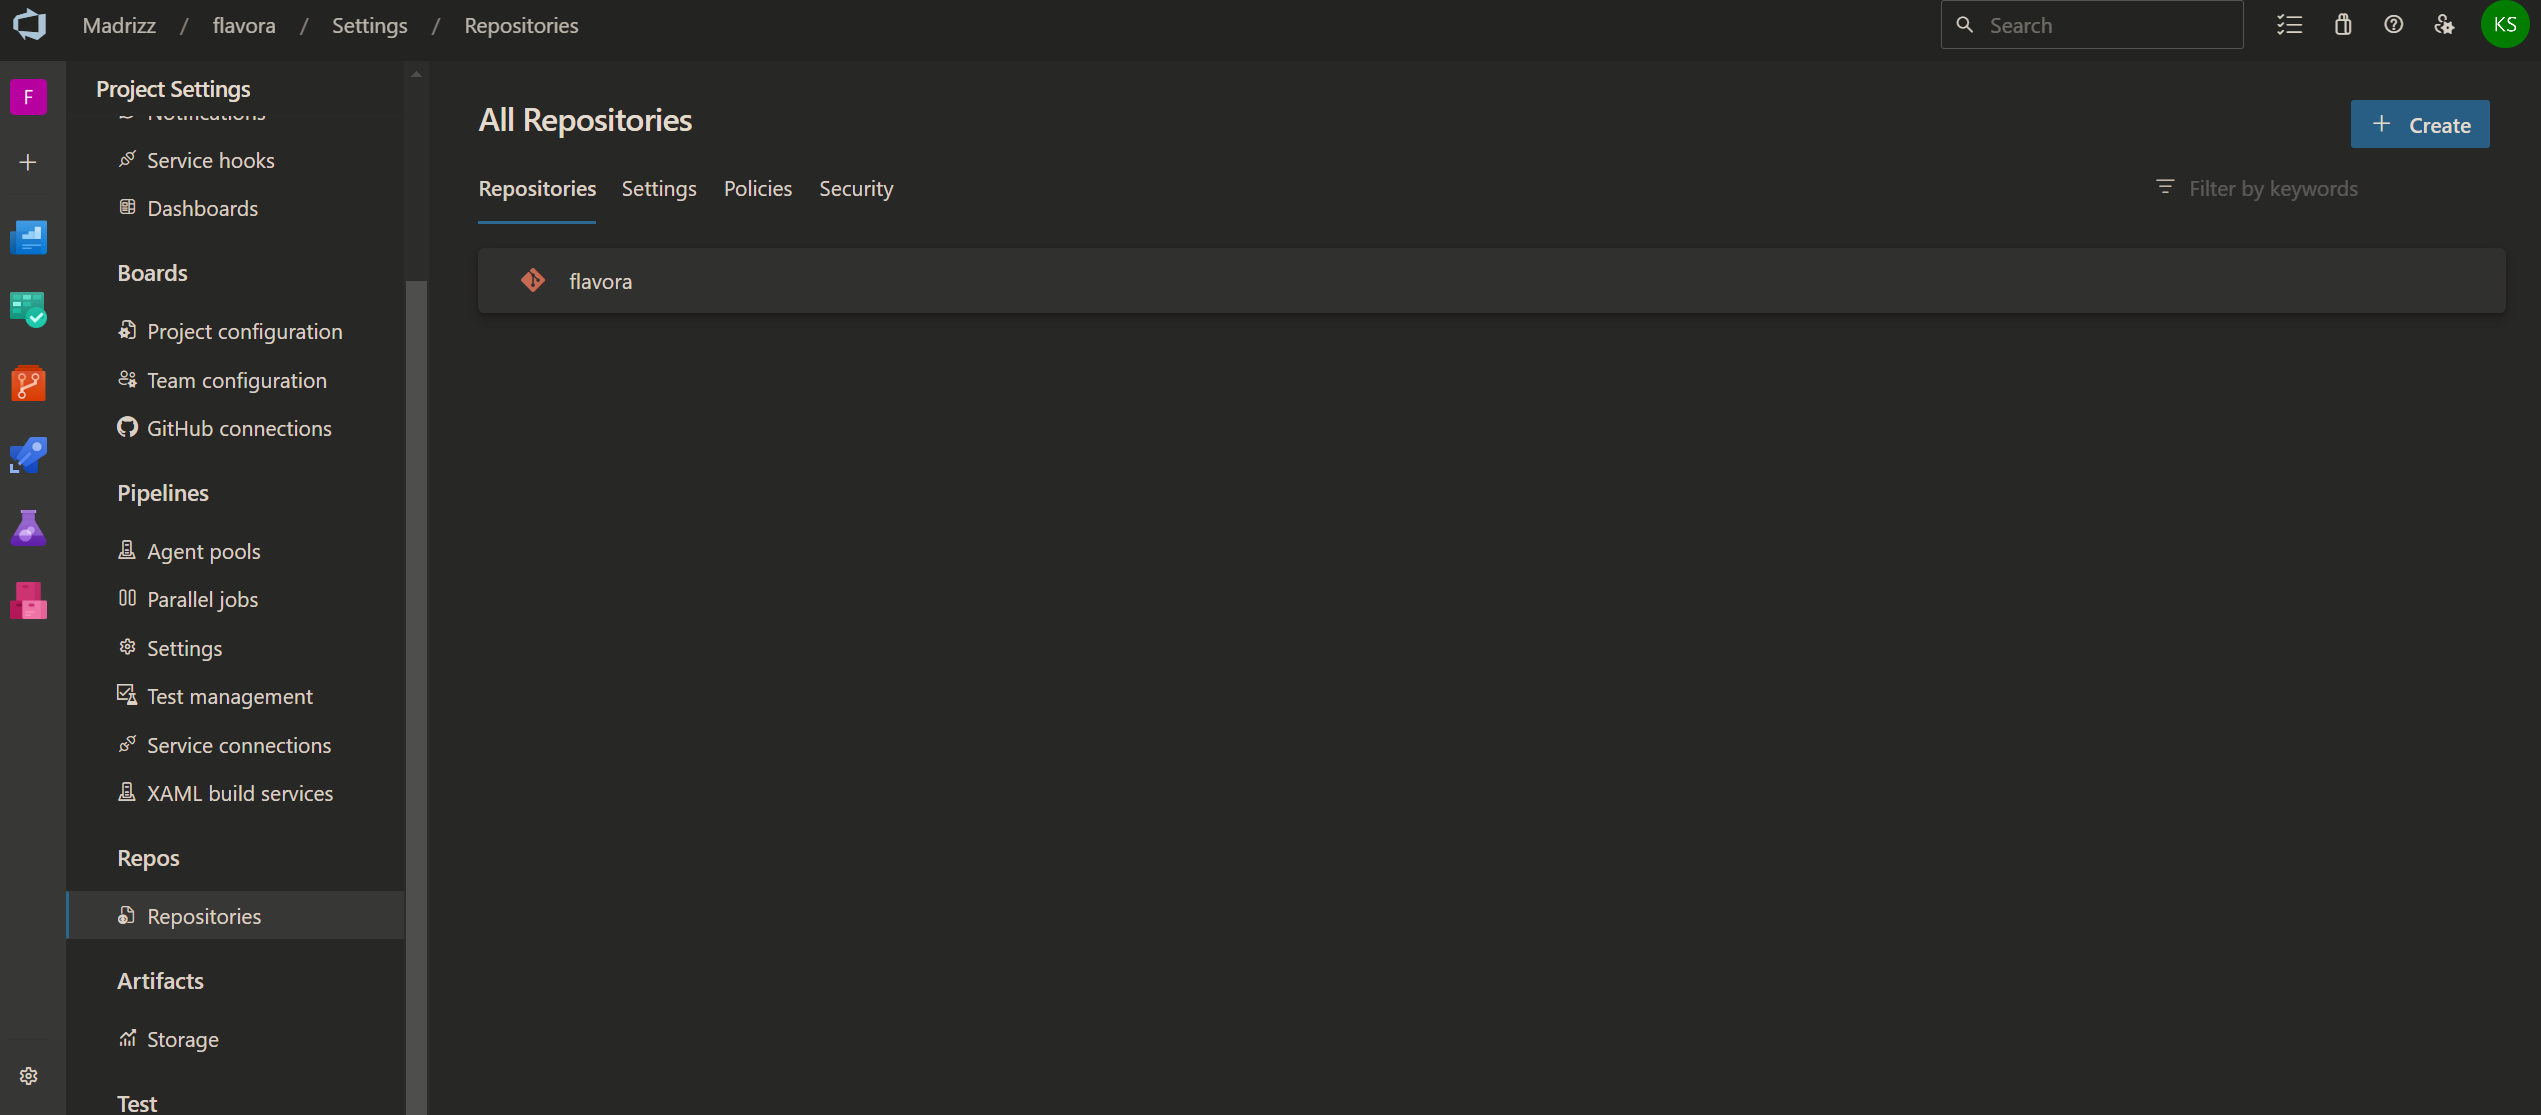 Madrizz / flavora / Settings / Repositories
Search
KS
F
Project Settings
Notifications
Service hooks
Dashboards
Boards
Project configuration
Team configuration
GitHub connections
Pipelines
Agent pools
Parallel jobs
Settings
Test management
Service connections
XAML build services
Repos
Repositories
Artifacts
Storage
Test
All Repositories
+ Create
Repositories Settings Policies Security
Filter by keywords
flavora